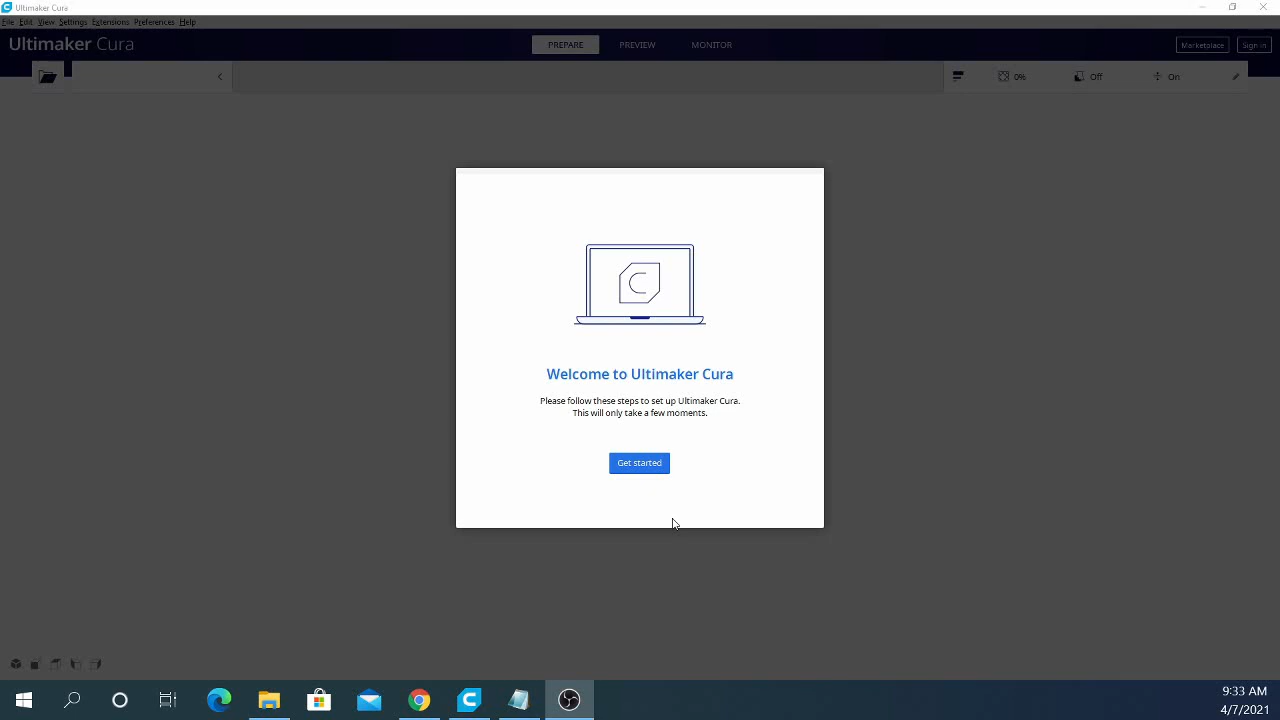 Ultimaker Cura
File Edit View Settings Extensions Preferences Help
Ultimaker Cura
PREPARE PREVIEW MONITOR
Marketplace Sign in
0% Off On
Welcome to Ultimaker Cura
Please follow these steps to set up Ultimaker Cura.
This will only take a few moments.
Get started
9:33 AM
4/7/2021